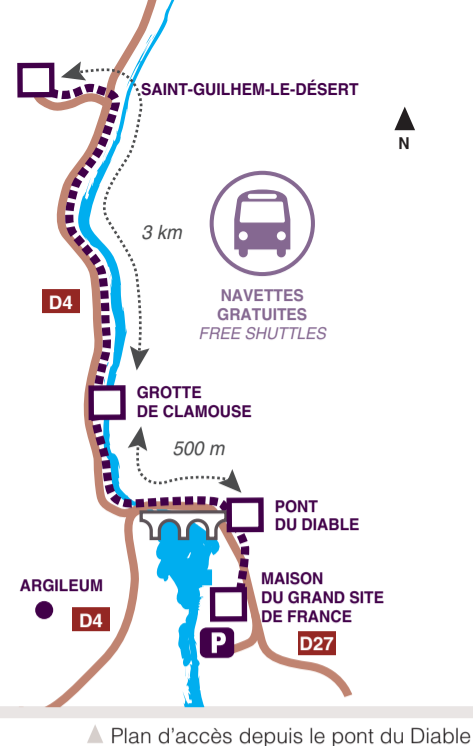 SAINT-GUILHEM-LE-DÉSERT
N
3 km
NAVETTES
GRATUITES
FREE SHUTTLES
D4
GROTTE
DE CLAMOUSE
500 m
PONT
DU DIABLE
MAISON
DU GRAND SITE
DE FRANCE
ARGILEUM
D4
P
D27
Plan d'accès depuis le pont du Diable